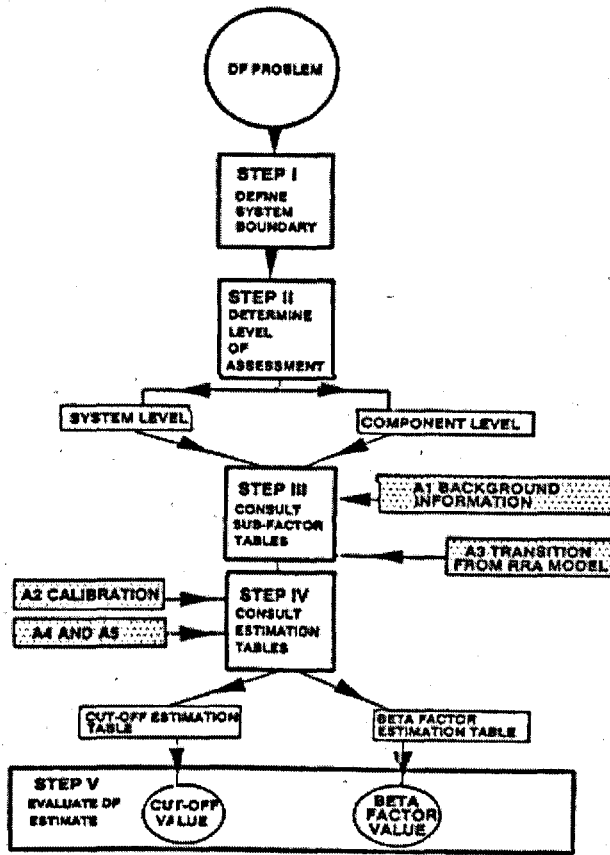 DF PROBLEM
STEP I
DEFINE
SYSTEM
BOUNDARY
STEP II
DETERMINE
LEVEL
OF
ASSESSMENT
SYSTEM LEVEL
COMPONENT LEVEL
STEP III
CONSULT
SUB-FACTOR
TABLES
A1 BACKGROUND
INFORMATION
A3 TRANSITION
FROM RRA MODEL
A2 CALIBRATION
A4 AND A5
STEP IV
CONSULT
ESTIMATION
TABLES
CUT-OFF ESTIMATION
TABLE
BETA FACTOR
ESTIMATION TABLE
STEP V
EVALUATE DF
ESTIMATE
CUT-OFF
VALUE
BETA
FACTOR
VALUE